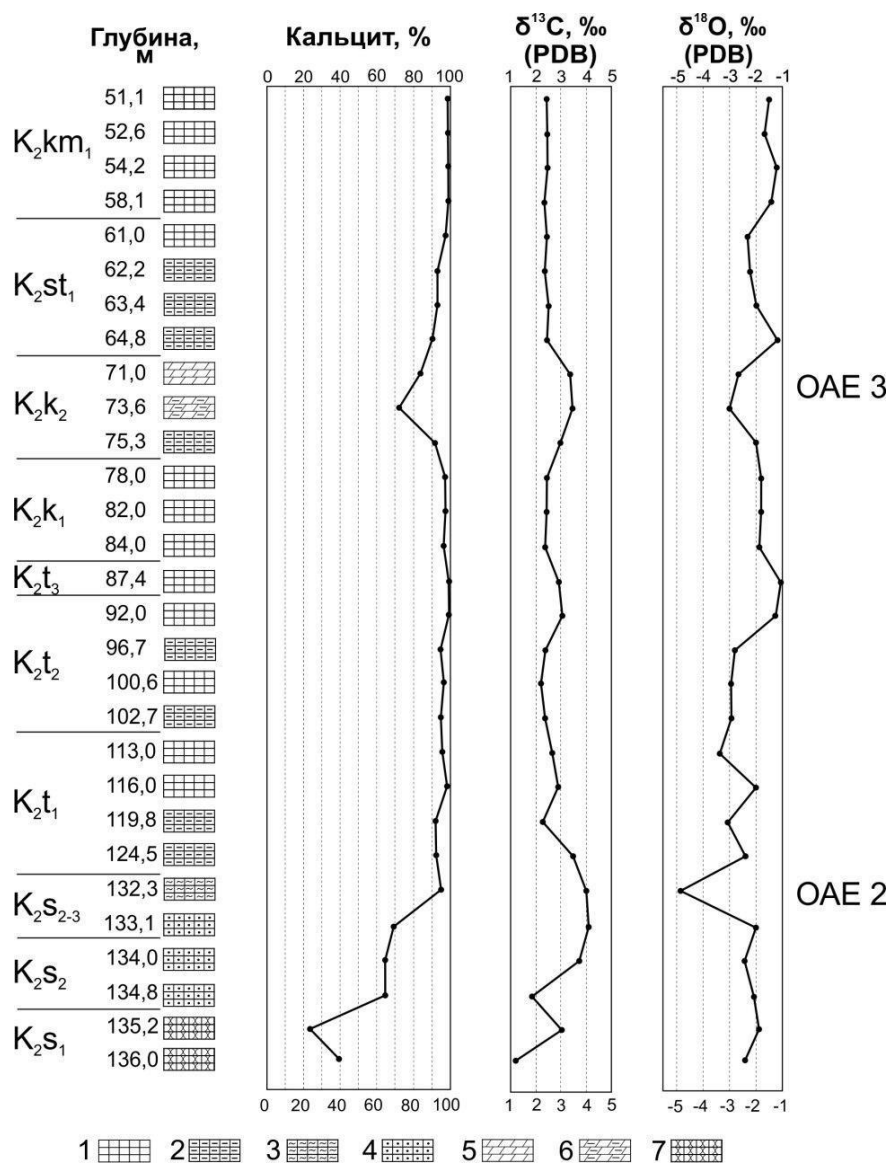 Глубина, м
Кальцит, %
δ¹³C, ‰ (PDB)
δ¹⁸O, ‰ (PDB)
0 20 40 60 80 100
1 2 3 4 5
-5 -4 -3 -2 -1
K₂km₁
51,1
52,6
54,2
58,1
K₂st₁
61,0
62,2
63,4
64,8
K₂k₂
71,0
73,6
75,3
OAE 3
K₂k₁
78,0
82,0
84,0
K₂t₃
87,4
K₂t₂
92,0
96,7
100,6
102,7
K₂t₁
113,0
116,0
119,8
124,5
K₂s₂₋₃
132,3
133,1
OAE 2
K₂s₂
134,0
134,8
K₂s₁
135,2
136,0
0 20 40 60 80 100
1 2 3 4 5
-5 -4 -3 -2 -1
1 2 3 4 5 6 7